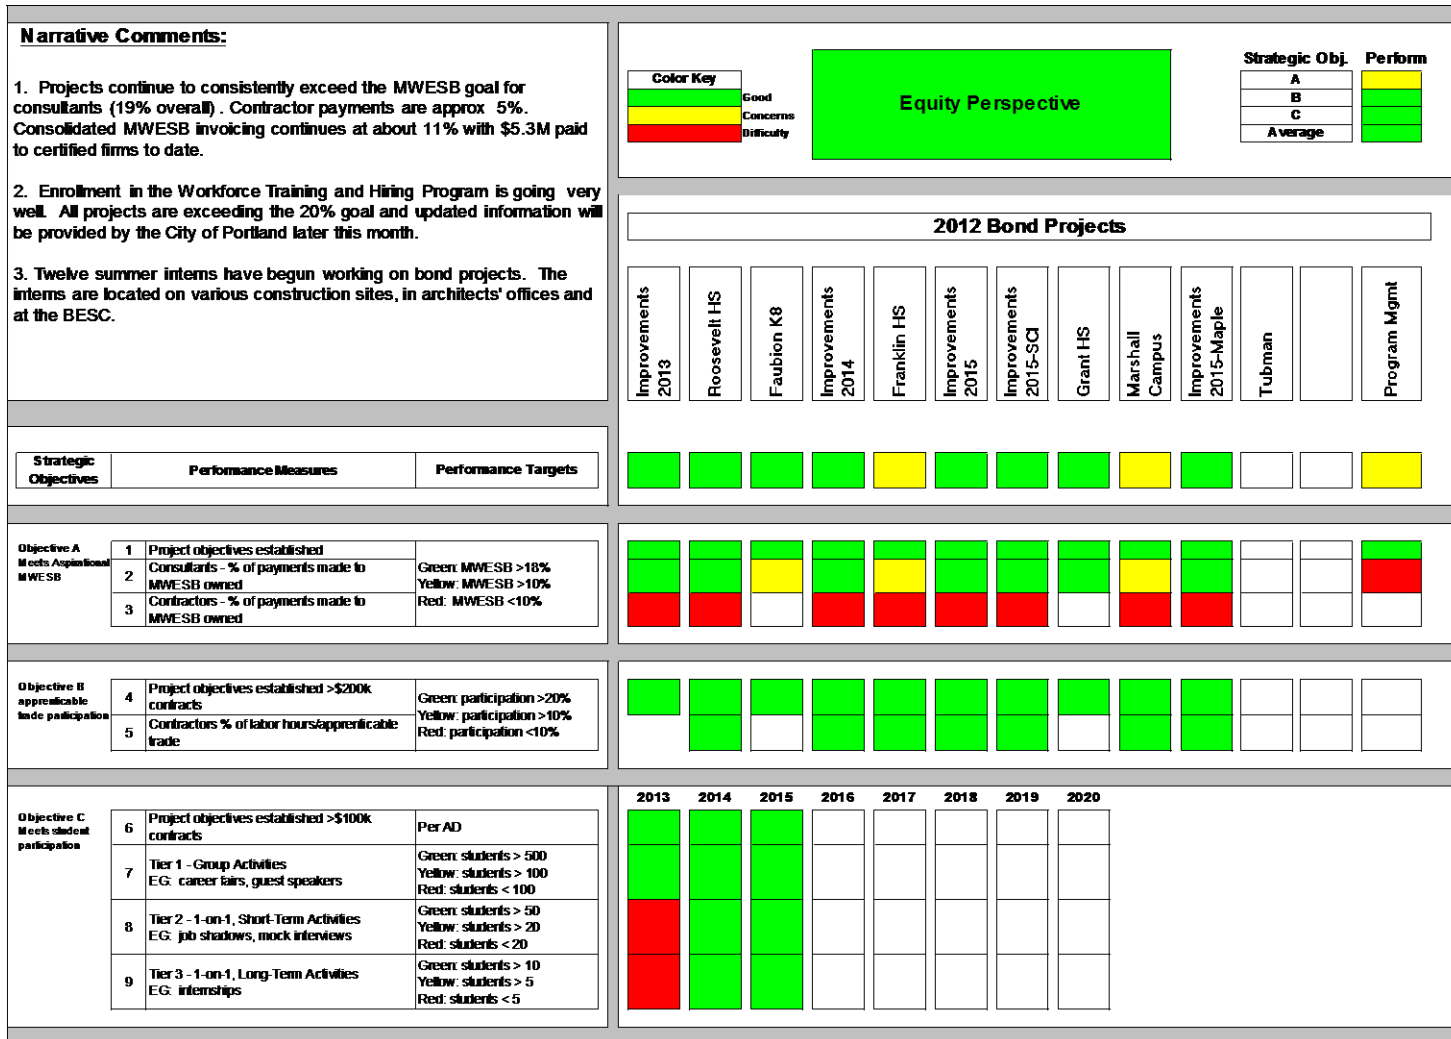 Narrative Comments:
1. Projects continue to consistently exceed the MWESB goal for
consultants (19% overall) . Contractor payments are approx 5%.
Consolidated MWESB invoicing continues at about 11% with $5.3M paid
to certified firms to date.
2. Enrollment in the Workforce Training and Hiring Program is going very
well. All projects are exceeding the 20% goal and updated information will
be provided by the City of Portland later this month.
3. Twelve summer interns have begun working on bond projects. The
interns are located on various construction sites, in architects' offices and
at the BESC.
Color Key
Good
Concerns
Difficulty
Equity Perspective
Strategic Obj. Perform
A
B
C
Average
2012 Bond Projects
Improvements
2013
Roosevelt HS
Faubion K8
Improvements
2014
Franklin HS
Improvements
2015
Improvements
2015-SCI
Grant HS
Marshall
Campus
Improvements
2015-Maple
Tubman
Program Mgmt
Strategic
Objectives
Performance Measures
Performance Targets
Objective A
Meets Aspirational
MWESB
1 Project objectives established
2 Consultants - % of payments made to
MWESB owned
3 Contractors - % of payments made to
MWESB owned
Green: MWESB >18%
Yellow: MWESB >10%
Red: MWESB <10%
Objective B
apprenticable
trade participation
4 Project objectives established >$200k
contracts
5 Contractors % of labor hours/apprenticable
trade
Green: participation >20%
Yellow: participation >10%
Red: participation <10%
2013 2014 2015 2016 2017 2018 2019 2020
Objective C
Meets student
participation
6 Project objectives established >$100k
contracts
Per AD
7 Tier 1 - Group Activities
EG: career fairs, guest speakers
Green: students > 500
Yellow: students > 100
Red: students < 100
8 Tier 2 - 1-on-1, Short-Term Activities
EG: job shadows, mock interviews
Green: students > 50
Yellow: students > 20
Red: students < 20
9 Tier 3 - 1-on-1, Long-Term Activities
EG: internships
Green: students > 10
Yellow: students > 5
Red: students < 5